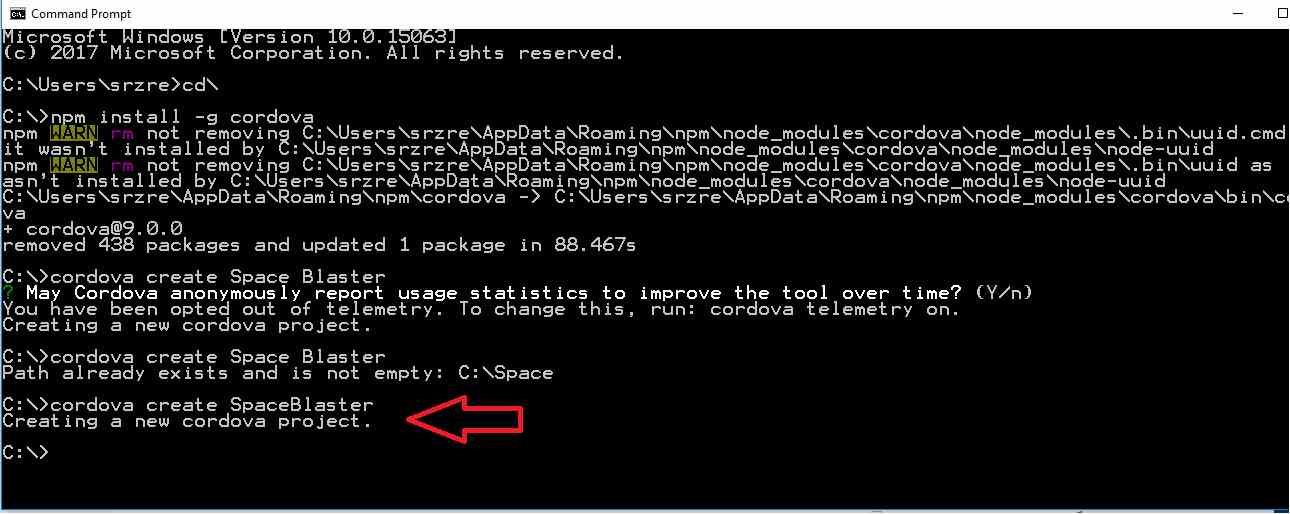 Command Prompt
Microsoft Windows [Version 10.0.15063]
(c) 2017 Microsoft Corporation. All rights reserved.
C:\Users\srzre>cd\
C:\>npm install -g cordova
npm WARN rm not removing C:\Users\srzre\AppData\Roaming\npm\node_modules\cordova\node_modules\.bin\uuid.cmd
it wasn't installed by C:\Users\srzre\AppData\Roaming\npm\node_modules\cordova\node_modules\node-uuid
npm WARN rm not removing C:\Users\srzre\AppData\Roaming\npm\node_modules\cordova\node_modules\.bin\uuid as
asn't installed by C:\Users\srzre\AppData\Roaming\npm\node_modules\cordova\node_modules\node-uuid
C:\Users\srzre\AppData\Roaming\npm\cordova -> C:\Users\srzre\AppData\Roaming\npm\node_modules\cordova\bin\co
va
+ cordova@9.0.0
removed 438 packages and updated 1 package in 88.467s
C:\>cordova create Space Blaster
? May Cordova anonymously report usage statistics to improve the tool over time? (Y/n)
You have been opted out of telemetry. To change this, run: cordova telemetry on.
Creating a new cordova project.
C:\>cordova create Space Blaster
Path already exists and is not empty: C:\Space
C:\>cordova create SpaceBlaster
Creating a new cordova project.
C:\>